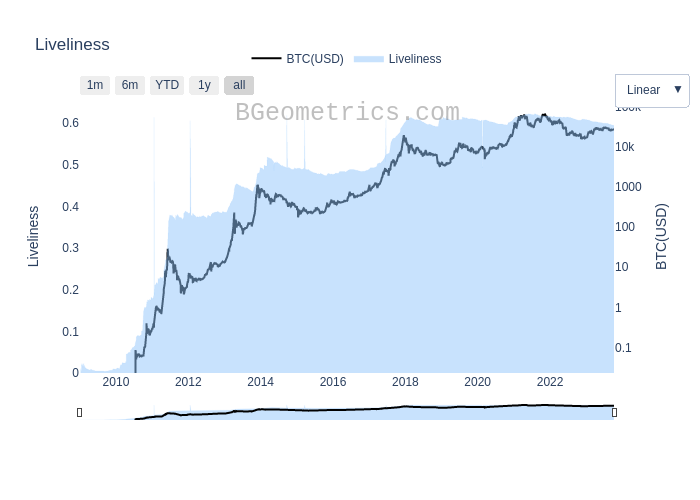 Liveliness
BTC(USD) Liveliness
1m 6m YTD 1y all
Linear ▼
BGeometrics.com
0.6
0.5
0.4
0.3
0.2
0.1
0
Liveliness
100k
10k
1000
100
10
1
0.1
BTC(USD)
2010 2012 2014 2016 2018 2020 2022